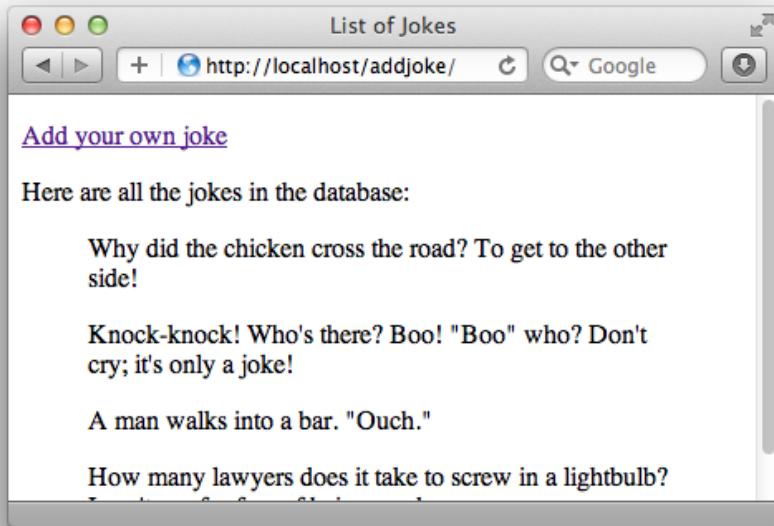 List of Jokes
http://localhost/addjoke/
Google
Add your own joke
Here are all the jokes in the database:
Why did the chicken cross the road? To get to the other
side!
Knock-knock! Who's there? Boo! "Boo" who? Don't
cry; it's only a joke!
A man walks into a bar. "Ouch."
How many lawyers does it take to screw in a lightbulb?